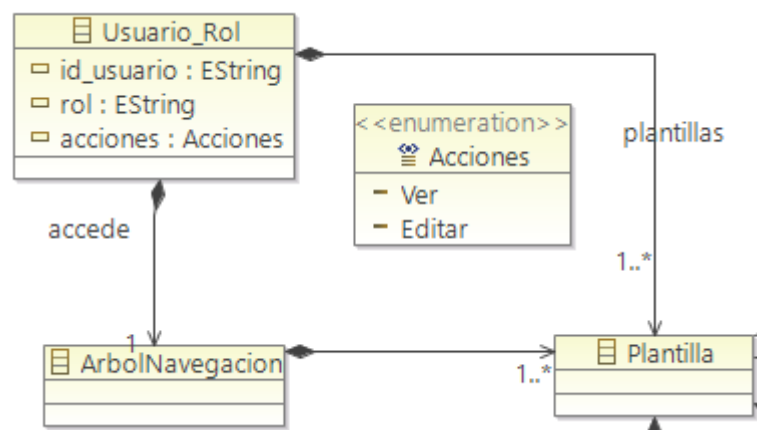 Usuario_Rol
id_usuario : EString
rol : EString
acciones : Acciones
<<enumeration>>
Acciones
Ver
Editar
plantillas
accede
1..*
1
ArbolNavegacion
1..*
Plantilla